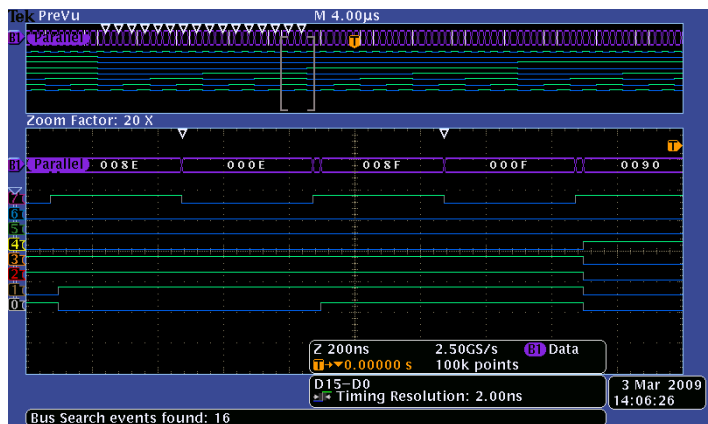 Tek PreVu M 4.00µs
B1 Parallel
T
Zoom Factor: 20 X
T
B1 Parallel 008E 000E 008F 000F 0090
7
6
5
4
3
2
1
0
Z 200ns 2.50GS/s B1 Data
T→▼0.00000 s 100k points
D15-D0
Timing Resolution: 2.00ns
3 Mar 2009
14:06:26
Bus Search events found: 16